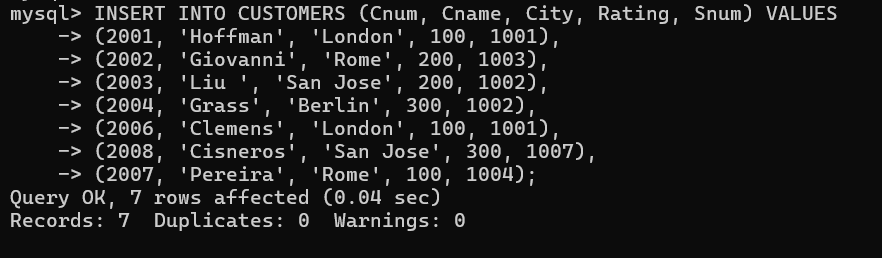 mysql> INSERT INTO CUSTOMERS (Cnum, Cname, City, Rating, Snum) VALUES
    -> (2001, 'Hoffman', 'London', 100, 1001),
    -> (2002, 'Giovanni', 'Rome', 200, 1003),
    -> (2003, 'Liu ', 'San Jose', 200, 1002),
    -> (2004, 'Grass', 'Berlin', 300, 1002),
    -> (2006, 'Clemens', 'London', 100, 1001),
    -> (2008, 'Cisneros', 'San Jose', 300, 1007),
    -> (2007, 'Pereira', 'Rome', 100, 1004);
Query OK, 7 rows affected (0.04 sec)
Records: 7  Duplicates: 0  Warnings: 0